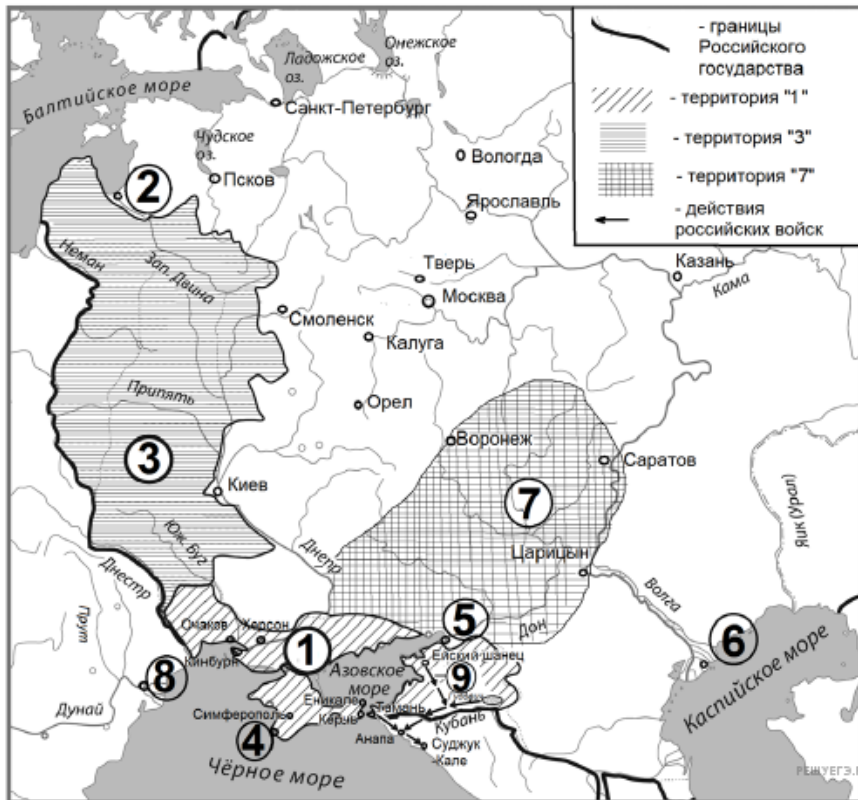 - границы
Российского
государства
- территория "1"
- территория "3"
- территория "7"
- действия
российских войск
Онежское
оз.
Ладожское
оз.
Балтийское море
Санкт-Петербург
Чудское
оз.
Вологда
Псков
2
Ярославль
Неман
Зап. Двина
Тверь
Казань
Кама
Москва
Смоленск
Калуга
Припять
Орел
Воронеж
Саратов
3
7
Киев
Яик (Урал)
Юж. Буг
Днепр
Царицын
Волга
Днестр
Дон
Прут
Очаков
Херсон
1
5
6
Ейский шанец
Кинбурн
Азовское
море
9
Каспийское море
8
Еникале
Тамань
Дунай
Симферополь
Керчь
Кубань
4
Анапа
Суджук
-Кале
Чёрное море
РЕШУЕГЭ.Р